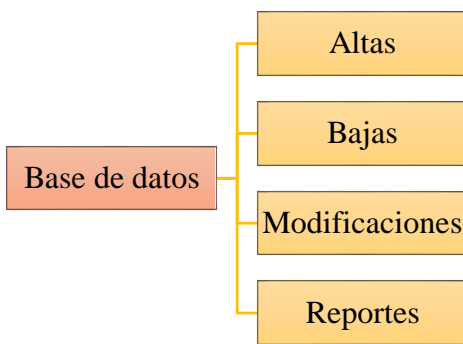 Base de datos
Altas
Bajas
Modificaciones
Reportes